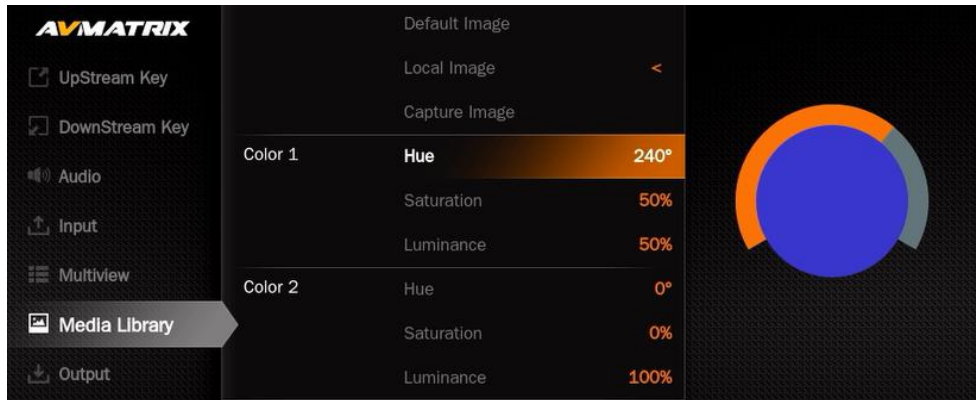 AVMATRIX
UpStream Key
DownStream Key
Audio
Input
Multiview
Media Library
Output
Default Image
Local Image <
Capture Image
Color 1 Hue 240°
Saturation 50%
Luminance 50%
Color 2 Hue 0°
Saturation 0%
Luminance 100%